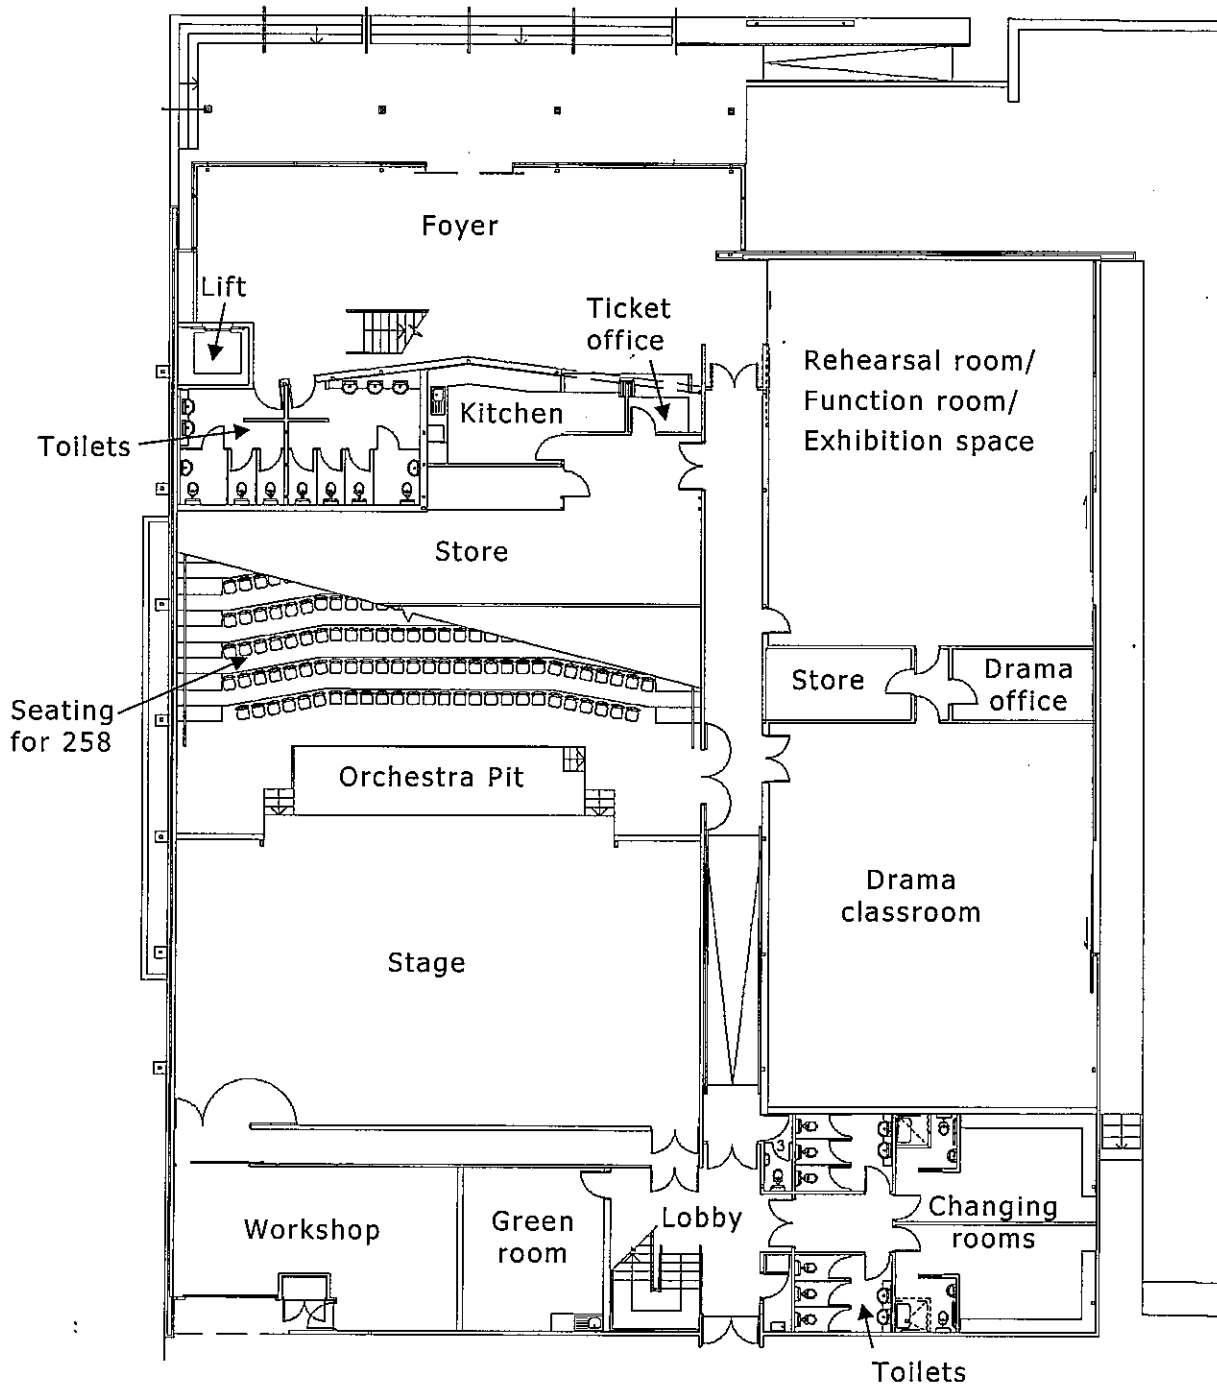 Foyer
Lift
Ticket
office
Rehearsal room/
Function room/
Exhibition space
Kitchen
Toilets
Store
Store
Drama
office
Seating
for 258
Orchestra Pit
Drama
classroom
Stage
3
Workshop
Green
room
Lobby
Changing
rooms
Toilets